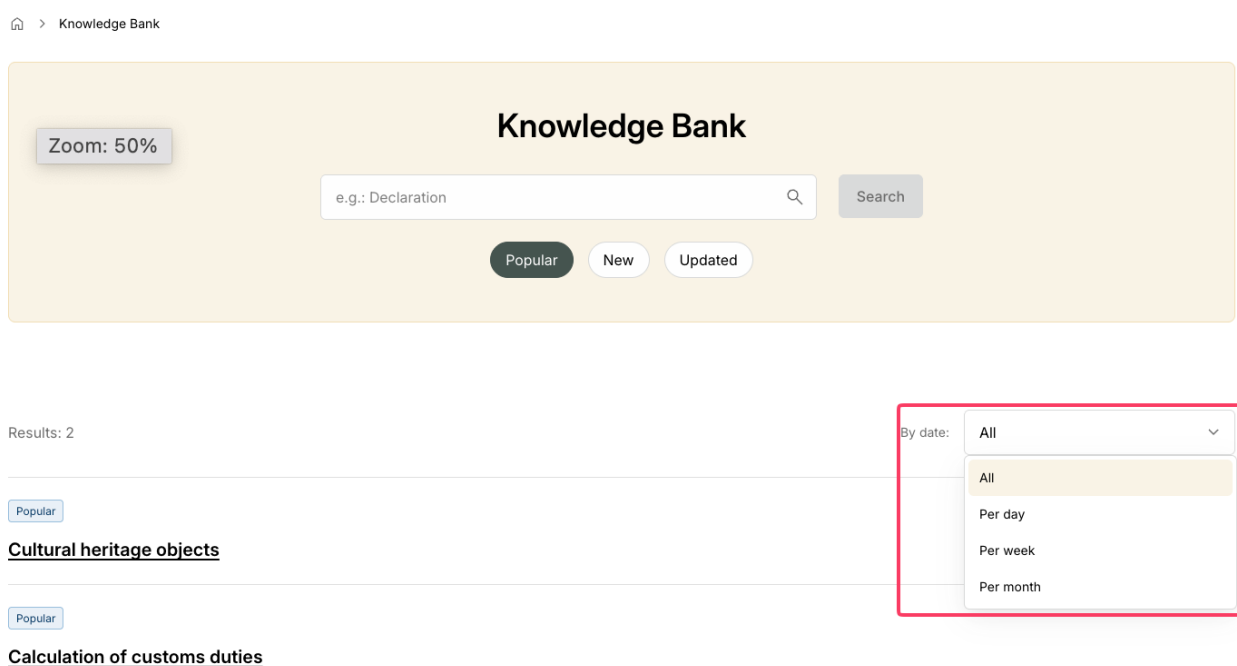 Knowledge Bank
Knowledge Bank
Zoom: 50%
e.g.: Declaration
Search
Popular
New
Updated
Results: 2
By date:
All
All
Per day
Per week
Per month
Popular
Cultural heritage objects
Popular
Calculation of customs duties